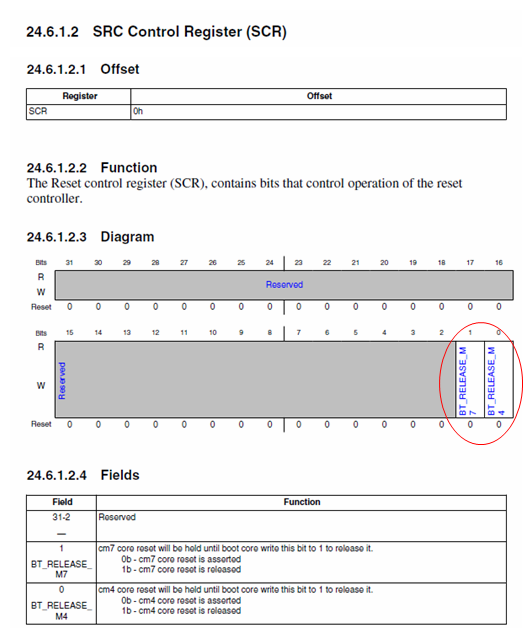 24.6.1.2 SRC Control Register (SCR)
24.6.1.2.1 Offset
Register Offset
SCR 0h
24.6.1.2.2 Function
The Reset control register (SCR), contains bits that control operation of the reset
controller.
24.6.1.2.3 Diagram
Bits 31 30 29 28 27 26 25 24 23 22 21 20 19 18 17 16
R
Reserved
W
Reset 0 0 0 0 0 0 0 0 0 0 0 0 0 0 0 0
Bits 15 14 13 12 11 10 9 8 7 6 5 4 3 2 1 0
R
W
Reserved
BT_RELEASE_M
7
BT_RELEASE_M
4
Reset 0 0 0 0 0 0 0 0 0 0 0 0 0 0 0 0
24.6.1.2.4 Fields
Field Function
31-2 Reserved
—
1 cm7 core reset will be held until boot core write this bit to 1 to release it.
0b - cm7 core reset is asserted
BT_RELEASE_ 1b - cm7 core reset is released
M7
0 cm4 core reset will be held until boot core write this bit to 1 to release it.
0b - cm4 core reset is asserted
BT_RELEASE_ 1b - cm4 core reset is released
M4